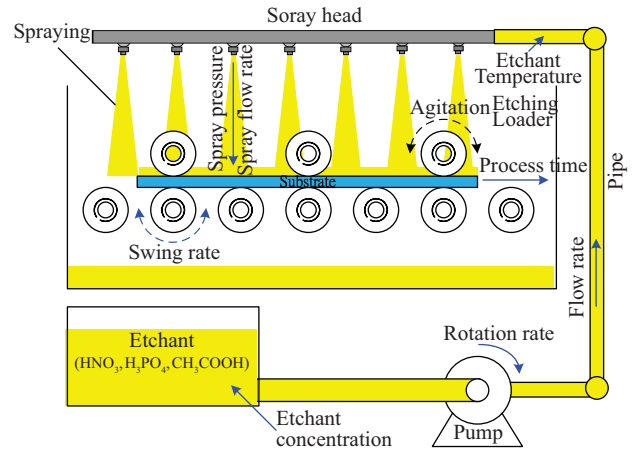 Soray head
Spraying
Etchant
Temperature
Spray pressure
Spray flow rate
Agitation
Etching
Loader
Process time
Substrate
Swing rate
Pipe
Flow rate
Etchant
(HNO₃,H₃PO₄,CH₃COOH)
Rotation rate
Etchant
concentration
Pump